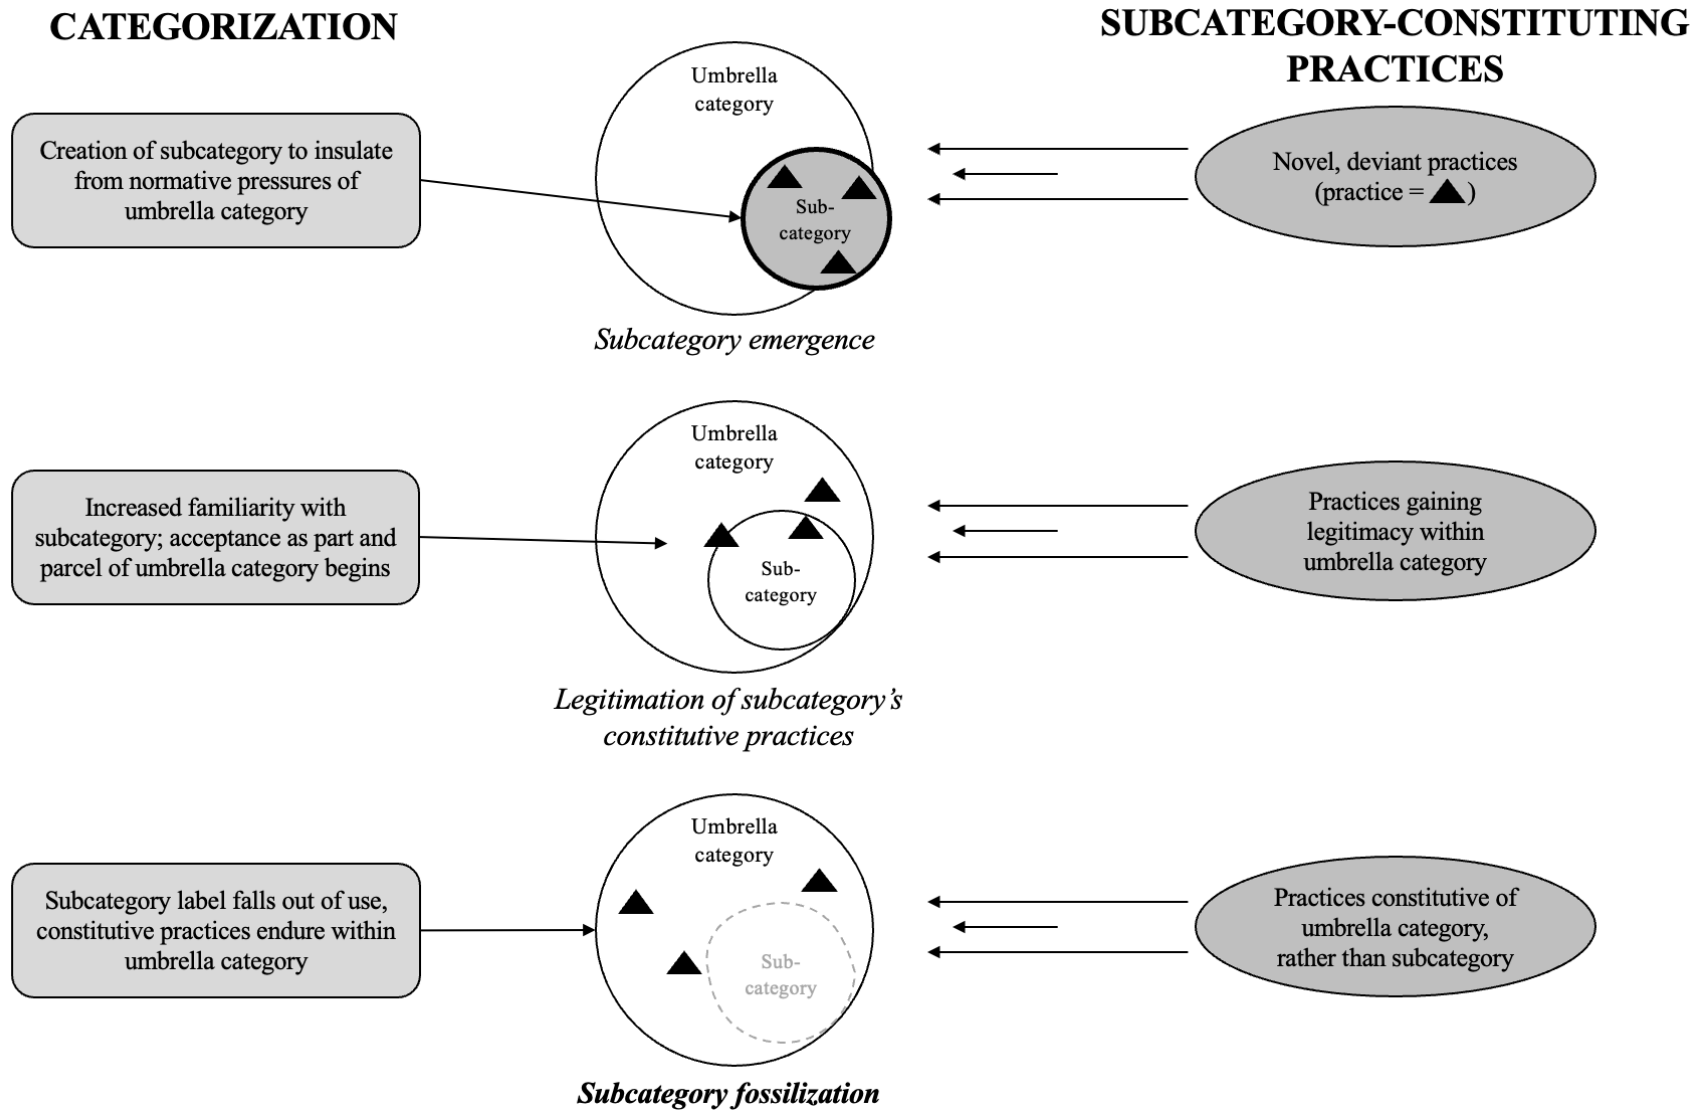 CATEGORIZATION
SUBCATEGORY-CONSTITUTING
PRACTICES
Creation of subcategory to insulate
from normative pressures of
umbrella category
Umbrella
category
Sub-
category
Novel, deviant practices
(practice = ▲)
Subcategory emergence
Increased familiarity with
subcategory; acceptance as part and
parcel of umbrella category begins
Umbrella
category
Sub-
category
Practices gaining
legitimacy within
umbrella category
Legitimation of subcategory’s
constitutive practices
Subcategory label falls out of use,
constitutive practices endure within
umbrella category
Umbrella
category
Sub-
category
Practices constitutive of
umbrella category,
rather than subcategory
Subcategory fossilization